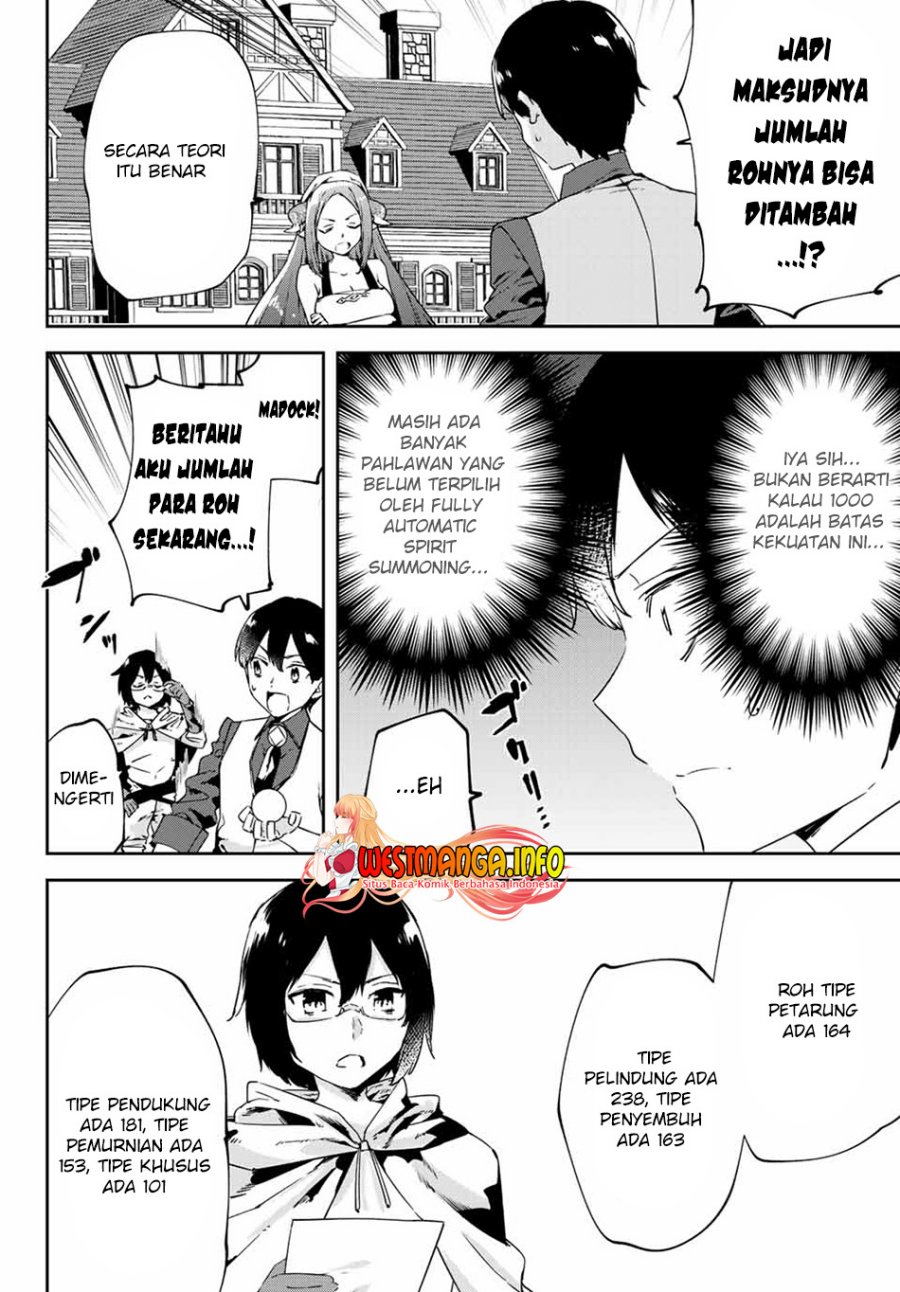 JADI
MAKSUDNYA
JUMLAH
ROHNYA BISA
DITAMBAH
...!?
SECARA TEORI
ITU BENAR
IYA SIH...
BUKAN BERARTI
KALAU 1000
ADALAH BATAS
KEKUATAN INI...
MASIH ADA
BANYAK
PAHLAWAN YANG
BELUM TERPILIH
OLEH FULLY
AUTOMATIC
SPIRIT
SUMMONING...
...EH
MADOCK!
BERITAHU
AKU JUMLAH
PARA ROH
SEKARANG...!
DIME-
NGERTI
WESTMANGA.INFO
Situs Baca Komik Berbahasa Indonesia
ROH TIPE
PETARUNG
ADA 164
TIPE
PELINDUNG ADA
238, TIPE
PENYEMBUH
ADA 163
TIPE PENDUKUNG
ADA 181, TIPE
PEMURNIAN ADA
153, TIPE KHUSUS
ADA 101